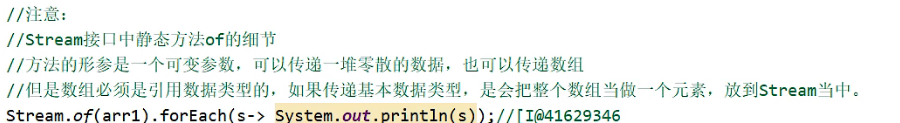 //注意：
//Stream接口中静态方法of的细节
//方法的形参是一个可变参数，可以传递一堆零散的数据，也可以传递数组
//但是数组必须是引用数据类型的，如果传递基本数据类型，是会把整个数组当做一个元素，放到Stream当中。
Stream.of(arr1).forEach(s-> System.out.println(s));//[I@41629346